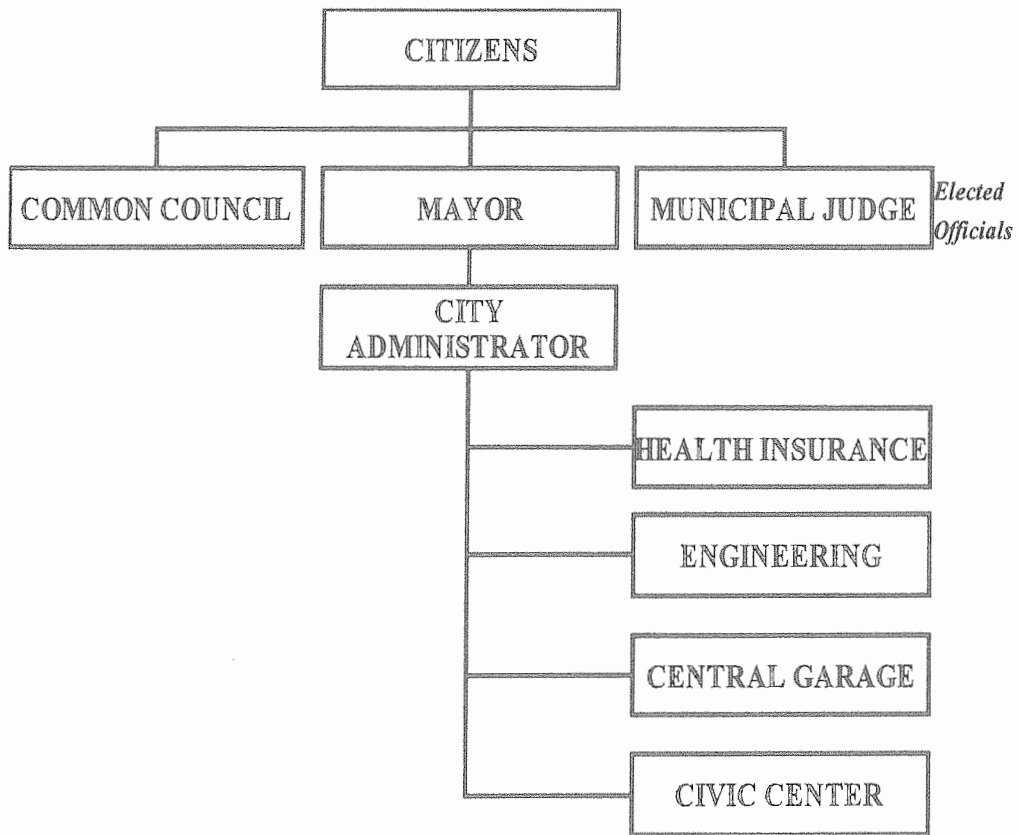 CITIZENS
COMMON COUNCIL
MAYOR
MUNICIPAL JUDGE
Elected
Officials
CITY
ADMINISTRATOR
HEALTH INSURANCE
ENGINEERING
CENTRAL GARAGE
CIVIC CENTER